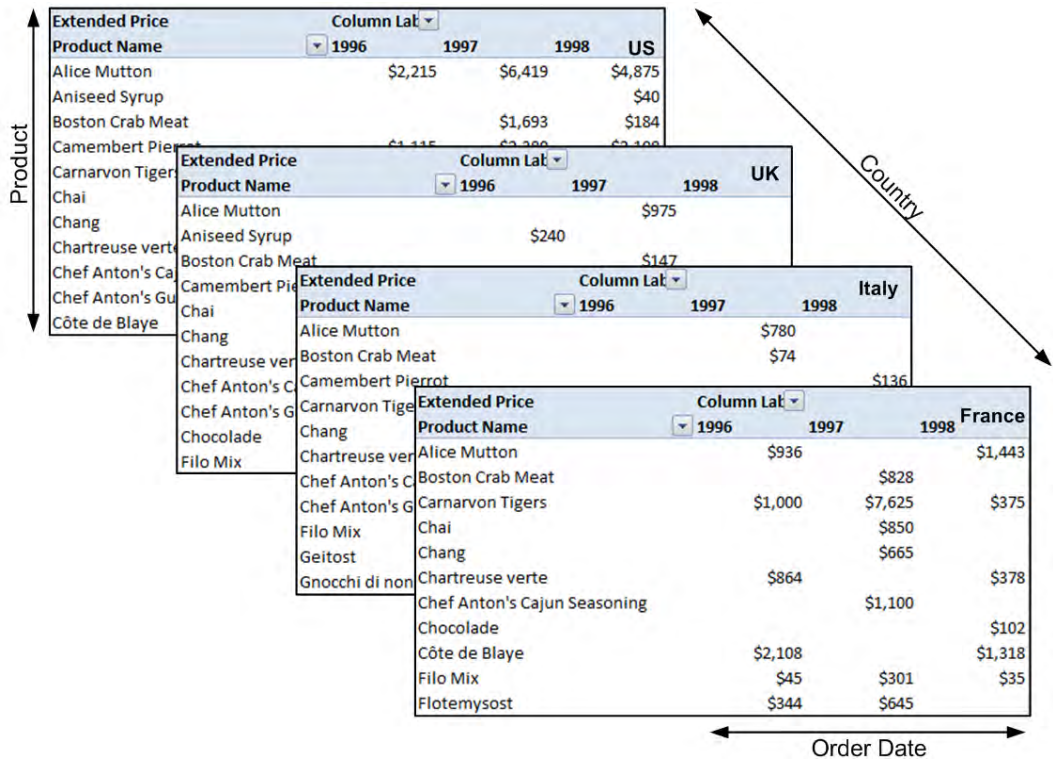 Extended Price Column Lab
Product Name 1996 1997 1998 US
Alice Mutton $2,215 $6,419 $4,875
Aniseed Syrup $40
Boston Crab Meat $1,693 $184
Camembert Pierrot
Carnarvon Tigers
Chai
Chang
Chartreuse verte
Chef Anton's Caj
Chef Anton's Gu
Côte de Blaye
Product
Extended Price Column Lab
Product Name 1996 1997 1998 UK
Alice Mutton $975
Aniseed Syrup $240
Boston Crab Meat $147
Camembert Pie
Chai
Chang
Chartreuse ver
Chef Anton's C
Chef Anton's G
Chocolade
Filo Mix
Country
Extended Price Column Lab
Product Name 1996 1997 1998 Italy
Alice Mutton $780
Boston Crab Meat $74
Camembert Pierrot $136
Carnarvon Tige
Chang
Chartreuse ver
Chef Anton's C
Chef Anton's G
Filo Mix
Geitost
Gnocchi di non
Extended Price Column Lab
Product Name 1996 1997 1998 France
Alice Mutton $936 $1,443
Boston Crab Meat $828
Carnarvon Tigers $1,000 $7,625 $375
Chai $850
Chang $665
Chartreuse verte $864 $378
Chef Anton's Cajun Seasoning $1,100
Chocolade $102
Côte de Blaye $2,108 $1,318
Filo Mix $45 $301 $35
Flotemysost $344 $645
Order Date